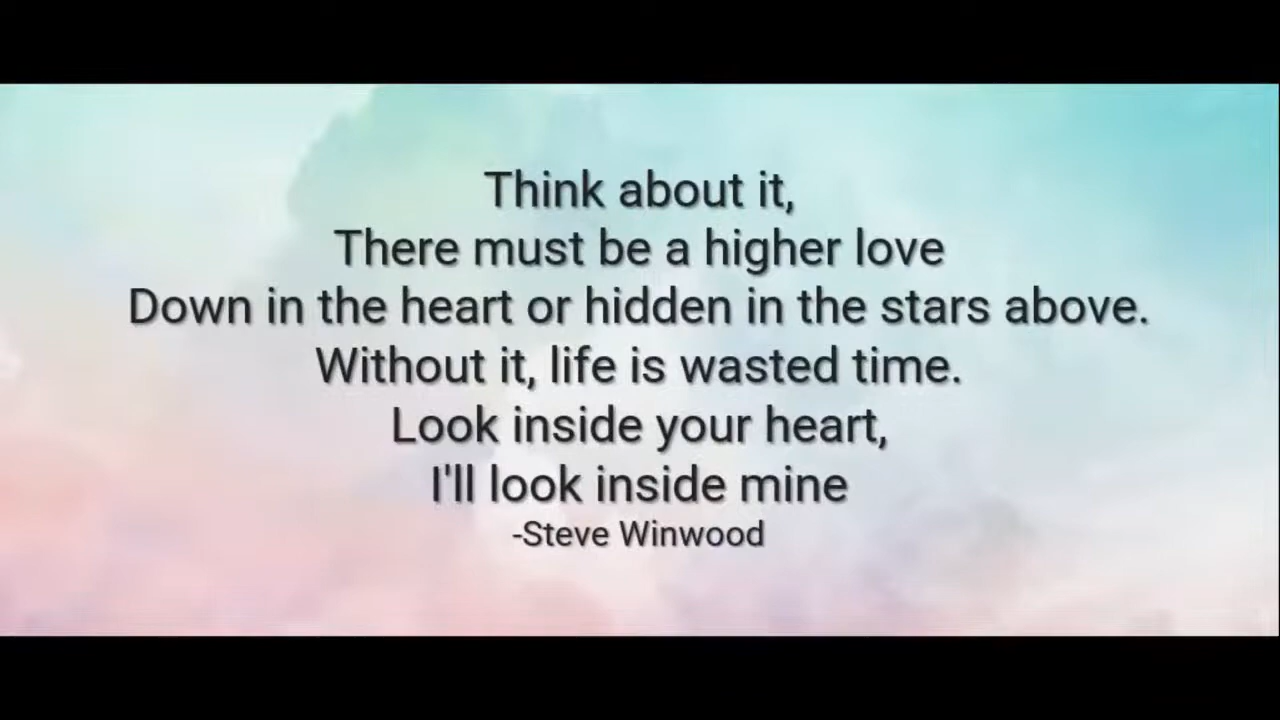 Think about it,
There must be a higher love
Down in the heart or hidden in the stars above.
Without it, life is wasted time.
Look inside your heart,
I'll look inside mine
-Steve Winwood